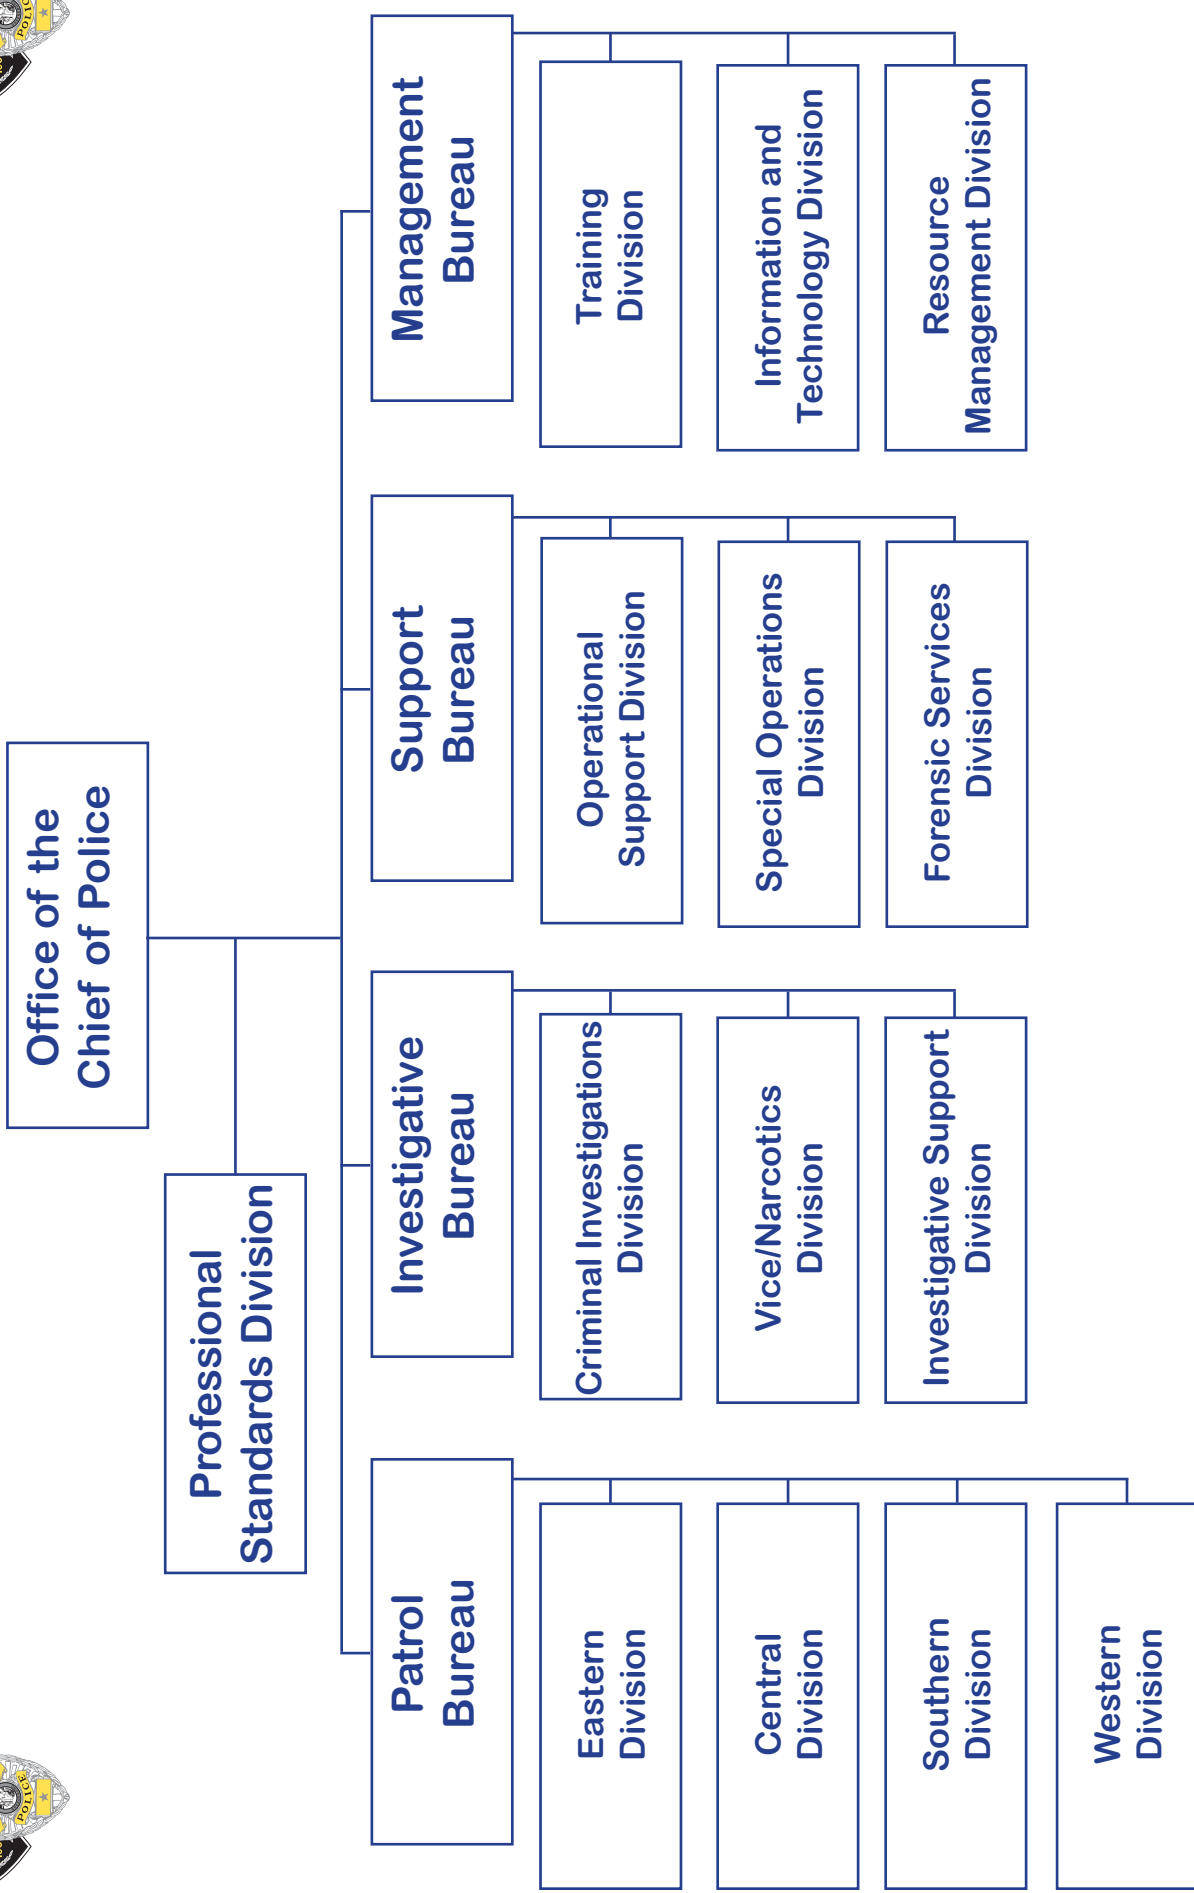 Office of the
Chief of Police
Professional
Standards Division
Patrol
Bureau
Investigative
Bureau
Support
Bureau
Management
Bureau
Eastern
Division
Central
Division
Southern
Division
Western
Division
Criminal Investigations
Division
Vice/Narcotics
Division
Investigative Support
Division
Operational
Support Division
Special Operations
Division
Forensic Services
Division
Training
Division
Information and
Technology Division
Resource
Management Division
POLICE
POLICE